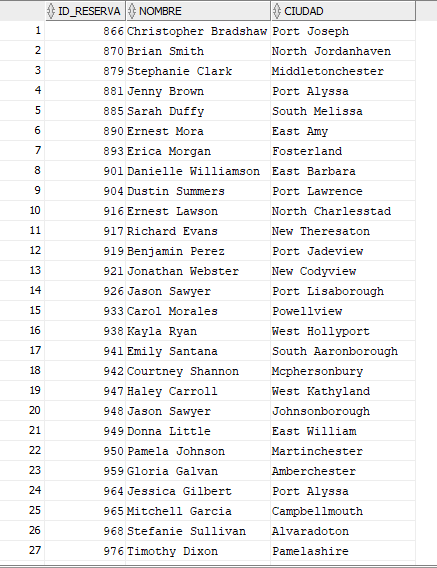 ID_RESERVA NOMBRE CIUDAD
1 866 Christopher Bradshaw Port Joseph
2 870 Brian Smith North Jordanhaven
3 879 Stephanie Clark Middletonchester
4 881 Jenny Brown Port Alyssa
5 885 Sarah Duffy South Melissa
6 890 Ernest Mora East Amy
7 893 Erica Morgan Fosterland
8 901 Danielle Williamson East Barbara
9 904 Dustin Summers Port Lawrence
10 916 Ernest Lawson North Charlesstad
11 917 Richard Evans New Theresaton
12 919 Benjamin Perez Port Jadeview
13 921 Jonathan Webster New Codyview
14 926 Jason Sawyer Port Lisaborough
15 933 Carol Morales Powellview
16 938 Kayla Ryan West Hollyport
17 941 Emily Santana South Aaronborough
18 942 Courtney Shannon Mcphersonbury
19 947 Haley Carroll West Kathyland
20 948 Jason Sawyer Johnsonborough
21 949 Donna Little East William
22 950 Pamela Johnson Martinchester
23 959 Gloria Galvan Amberchester
24 964 Jessica Gilbert Port Alyssa
25 965 Mitchell Garcia Campbellmouth
26 968 Stefanie Sullivan Alvaradoton
27 976 Timothy Dixon Pamelashire